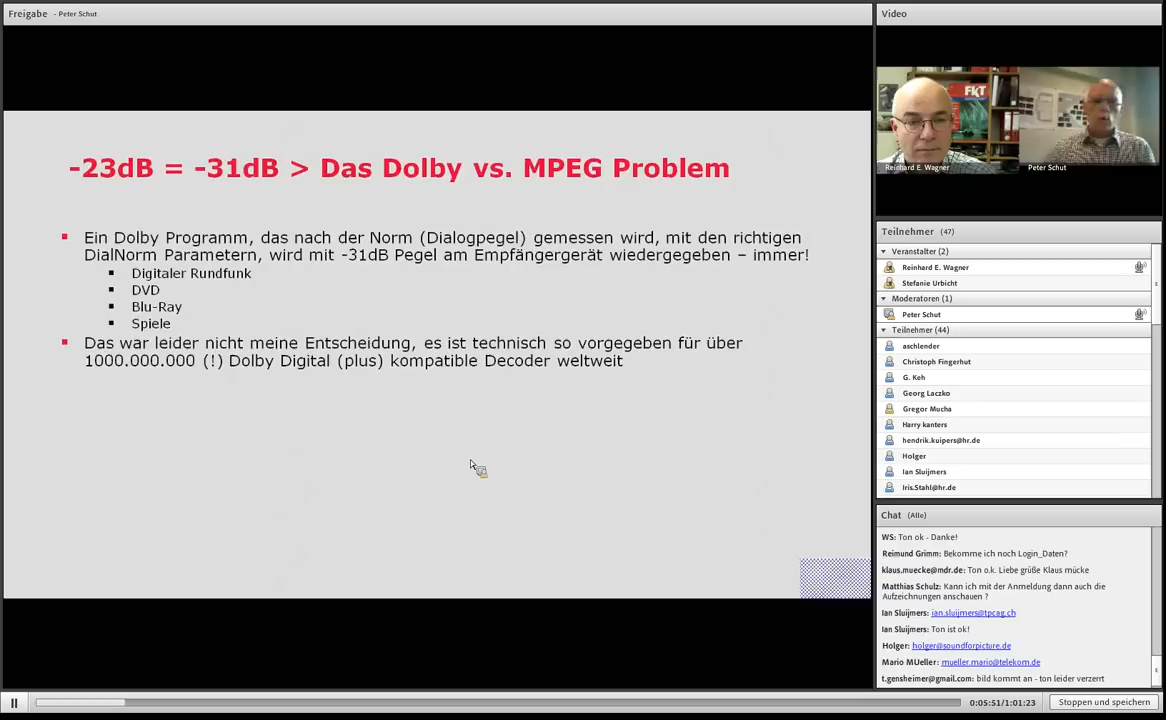 Freigabe - Peter Schut
-23dB = -31dB > Das Dolby vs. MPEG Problem
Ein Dolby Programm, das nach der Norm (Dialogpegel) gemessen wird, mit den richtigen
DialNorm Parametern, wird mit -31dB Pegel am Empfängergerät wiedergegeben – immer!
Digitaler Rundfunk
DVD
Blu-Ray
Spiele
Das war leider nicht meine Entscheidung, es ist technisch so vorgegeben für über
1000.000.000 (!) Dolby Digital (plus) kompatible Decoder weltweit
Video
FKT
Reinhard E. Wagner
Peter Schut
Teilnehmer (47)
Veranstalter (2)
Reinhard E. Wagner
Stefanie Urbicht
Moderatoren (1)
Peter Schut
Teilnehmer (44)
aschlender
Christoph Fingerhut
G. Keh
Georg Laczko
Gregor Mucha
Harry kanters
hendrik.kuipers@hr.de
Holger
Ian Sluijmers
Iris.Stahl@hr.de
Chat (Alle)
WS: Ton ok - Danke!
Reimund Grimm: Bekomme ich noch Login_Daten?
klaus.muecke@mdr.de: Ton o.k. Liebe grüße Klaus mücke
Matthias Schulz: Kann ich mit der Anmeldung dann auch die
Aufzeichnungen anschauen ?
Ian Sluijmers: jan.sluijmers@tpcag.ch
Ian Sluijmers: Ton ist ok!
Holger: holger@soundforpicture.de
Mario MUeller: mueller.mario@telekom.de
t.gensheimer@gmail.com: bild kommt an - ton leider verzerrt
0:05:51/1:01:23
Stoppen und speichern